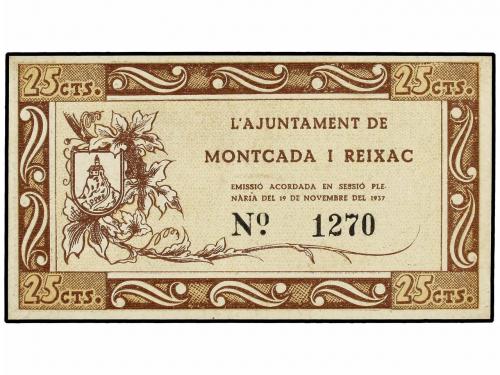 25 CTS. 25 CTS.
L'AJUNTAMENT DE
MONTCADA I REIXAC
EMISSIÓ ACORDADA EN SESSIÓ PLE-
NÀRIA DEL 19 DE NOVEMBRE DEL 1937
Nº. 1270
25 CTS. 25 CTS.